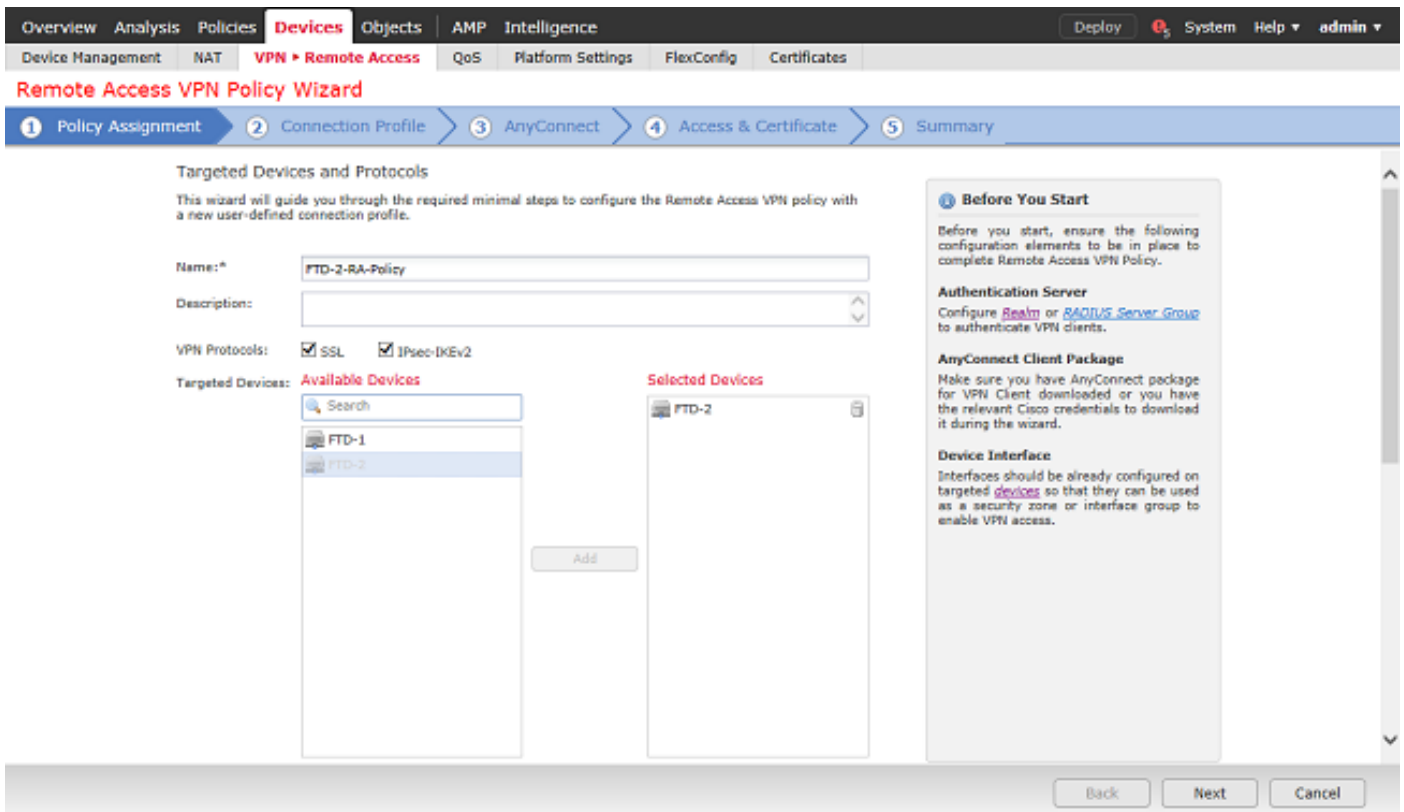 Overview Analysis Policies Devices Objects AMP Intelligence Deploy System Help admin
Device Management NAT VPN ▸ Remote Access QoS Platform Settings FlexConfig Certificates
Remote Access VPN Policy Wizard
1 Policy Assignment 2 Connection Profile 3 AnyConnect 4 Access & Certificate 5 Summary
Targeted Devices and Protocols
This wizard will guide you through the required minimal steps to configure the Remote Access VPN policy with
a new user-defined connection profile.
Name:* FTD-2-RA-Policy
Description:
VPN Protocols: SSL IPsec-IKEv2
Targeted Devices: Available Devices Selected Devices
Search
FTD-2
FTD-1
FTD-2
Add
Before You Start
Before you start, ensure the following
configuration elements to be in place to
complete Remote Access VPN Policy.
Authentication Server
Configure Realm or RADIUS Server Group
to authenticate VPN clients.
AnyConnect Client Package
Make sure you have AnyConnect package
for VPN Client downloaded or you have
the relevant Cisco credentials to download
it during the wizard.
Device Interface
Interfaces should be already configured on
targeted devices so that they can be used
as a security zone or interface group to
enable VPN access.
Back Next Cancel